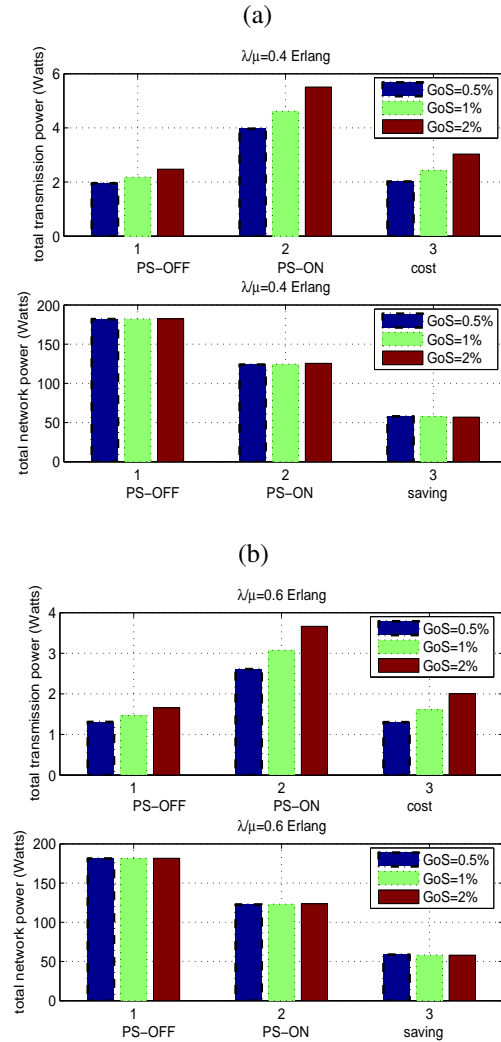 (a)
λ/μ=0.4 Erlang
total transmission power (Watts)
6
4
2
0
GoS=0.5%
GoS=1%
GoS=2%
1
2
3
PS−OFF
PS−ON
cost
λ/μ=0.4 Erlang
total network power (Watts)
200
150
100
50
0
GoS=0.5%
GoS=1%
GoS=2%
1
2
3
PS−OFF
PS−ON
saving
(b)
λ/μ=0.6 Erlang
total transmission power (Watts)
4
3
2
1
0
GoS=0.5%
GoS=1%
GoS=2%
1
2
3
PS−OFF
PS−ON
cost
λ/μ=0.6 Erlang
total network power (Watts)
200
150
100
50
0
GoS=0.5%
GoS=1%
GoS=2%
1
2
3
PS−OFF
PS−ON
saving